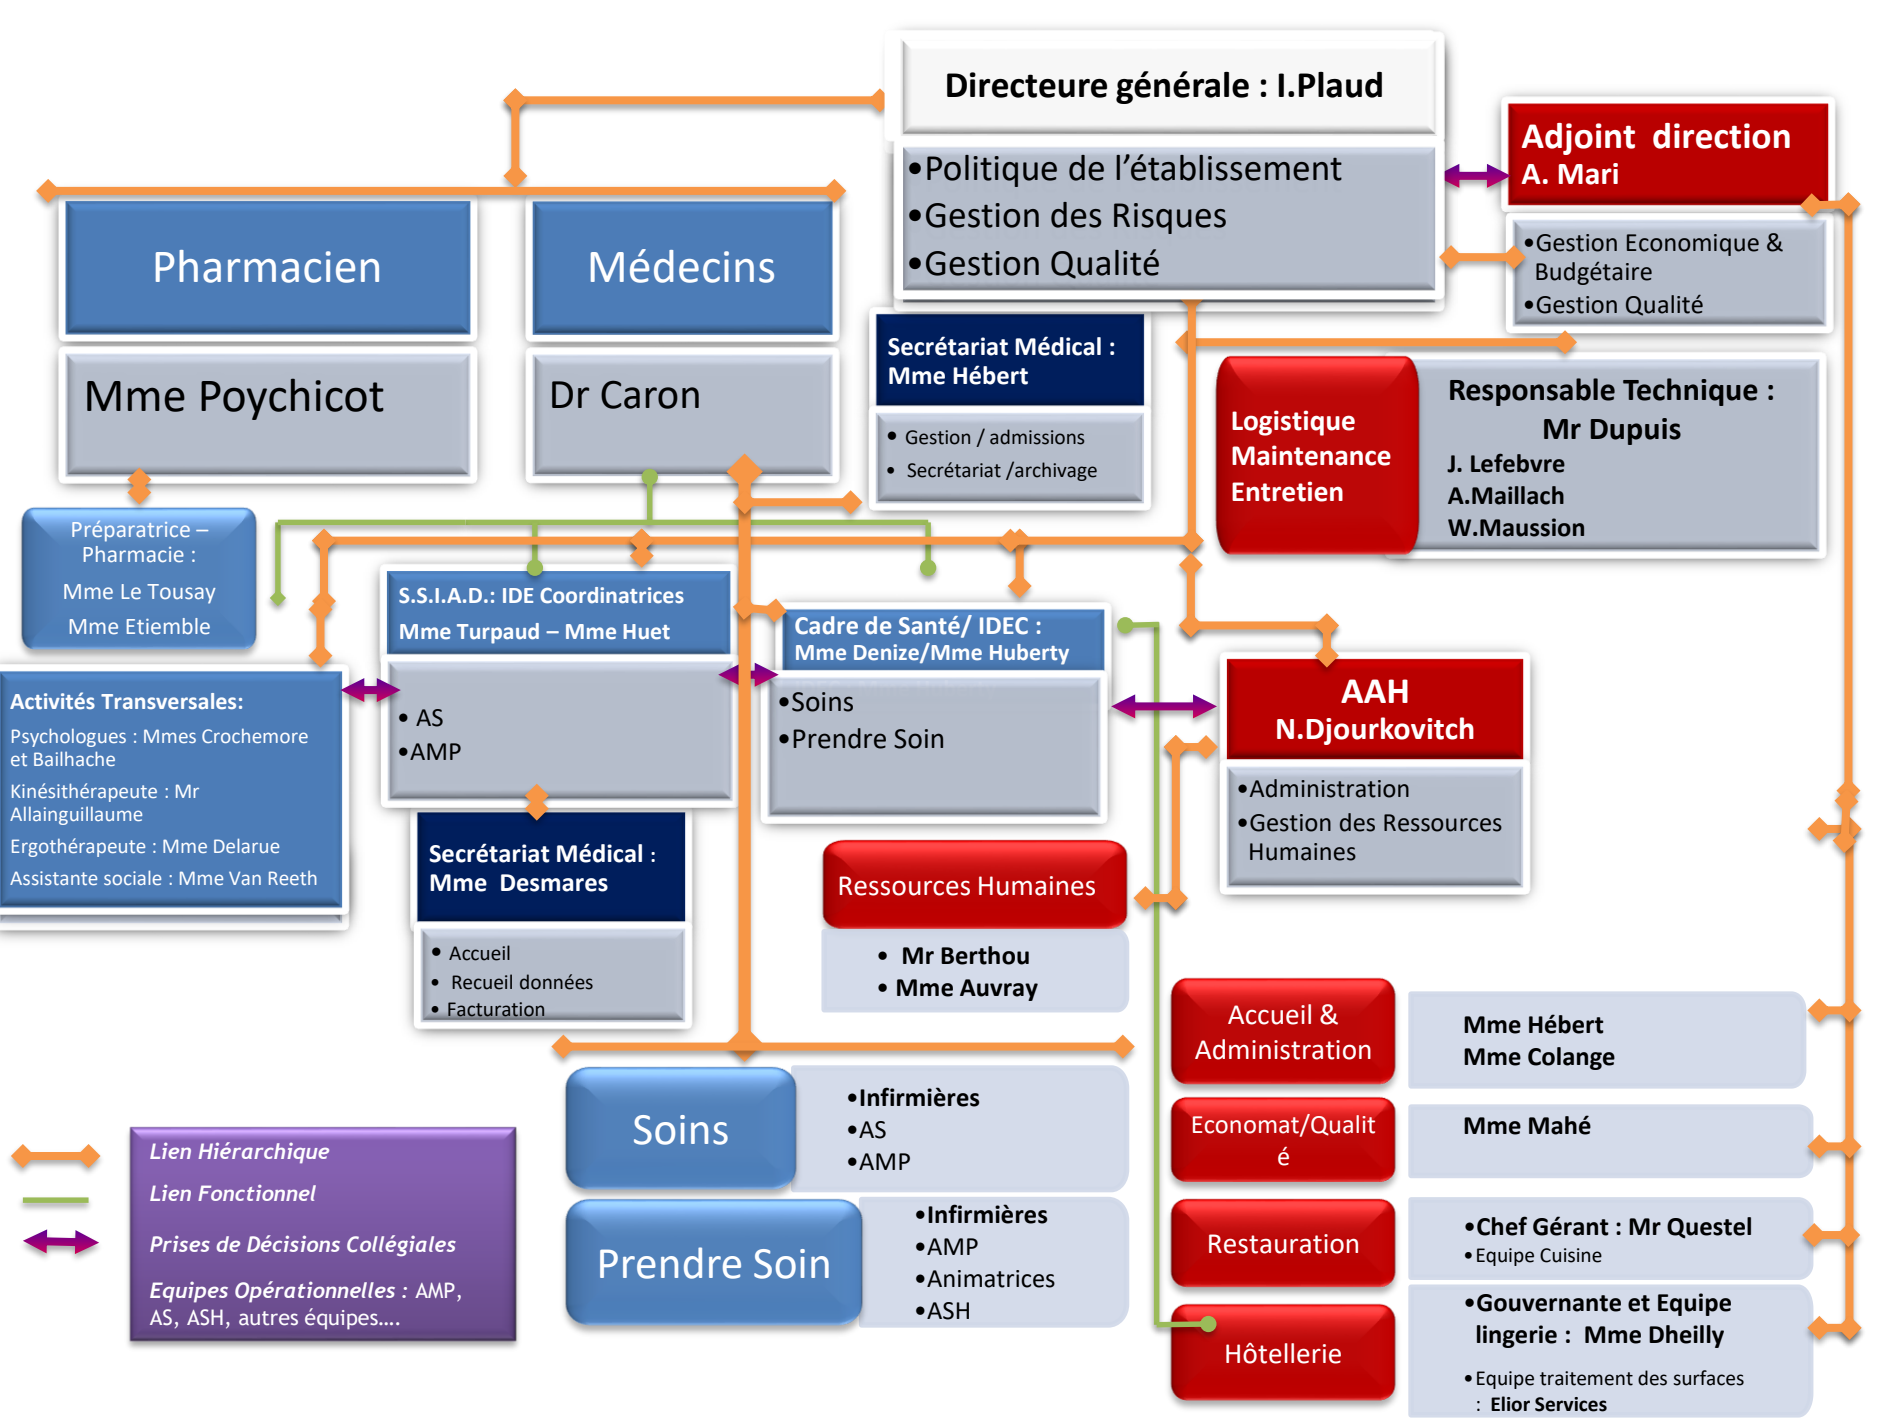 Directeure générale : I.Plaud
•Politique de l'établissement
•Gestion des Risques
•Gestion Qualité
Adjoint direction
A. Mari
•Gestion Economique &
Budgétaire
•Gestion Qualité
Pharmacien
Mme Poychicot
Médecins
Dr Caron
Secrétariat Médical :
Mme Hébert
• Gestion / admissions
• Secrétariat /archivage
Logistique
Maintenance
Entretien
Responsable Technique :
Mr Dupuis
J. Lefebvre
A.Maillach
W.Maussion
Préparatrice –
Pharmacie :
Mme Le Tousay
Mme Etiemble
S.S.I.A.D.: IDE Coordinatrices
Mme Turpaud – Mme Huet
• AS
•AMP
Cadre de Santé/ IDEC :
Mme Denize/Mme Huberty
•Soins
•Prendre Soin
AAH
N.Djourkovitch
•Administration
•Gestion des Ressources
Humaines
Activités Transversales:
Psychologues : Mmes Crochemore
et Bailhache
Kinésithérapeute : Mr
Allainguillaume
Ergothérapeute : Mme Delarue
Assistante sociale : Mme Van Reeth
Secrétariat Médical :
Mme Desmares
• Accueil
• Recueil données
• Facturation
Ressources Humaines
• Mr Berthou
• Mme Auvray
Accueil &
Administration
Mme Hébert
Mme Colange
Economat/Qualit
é
Mme Mahé
Restauration
•Chef Gérant : Mr Questel
•Equipe Cuisine
Hôtellerie
•Gouvernante et Equipe
lingerie : Mme Dheilly
•Equipe traitement des surfaces
: Elior Services
Soins
•Infirmières
•AS
•AMP
Prendre Soin
•Infirmières
•AMP
•Animatrices
•ASH
Lien Hiérarchique
Lien Fonctionnel
Prises de Décisions Collégiales
Equipes Opérationnelles : AMP,
AS, ASH, autres équipes....